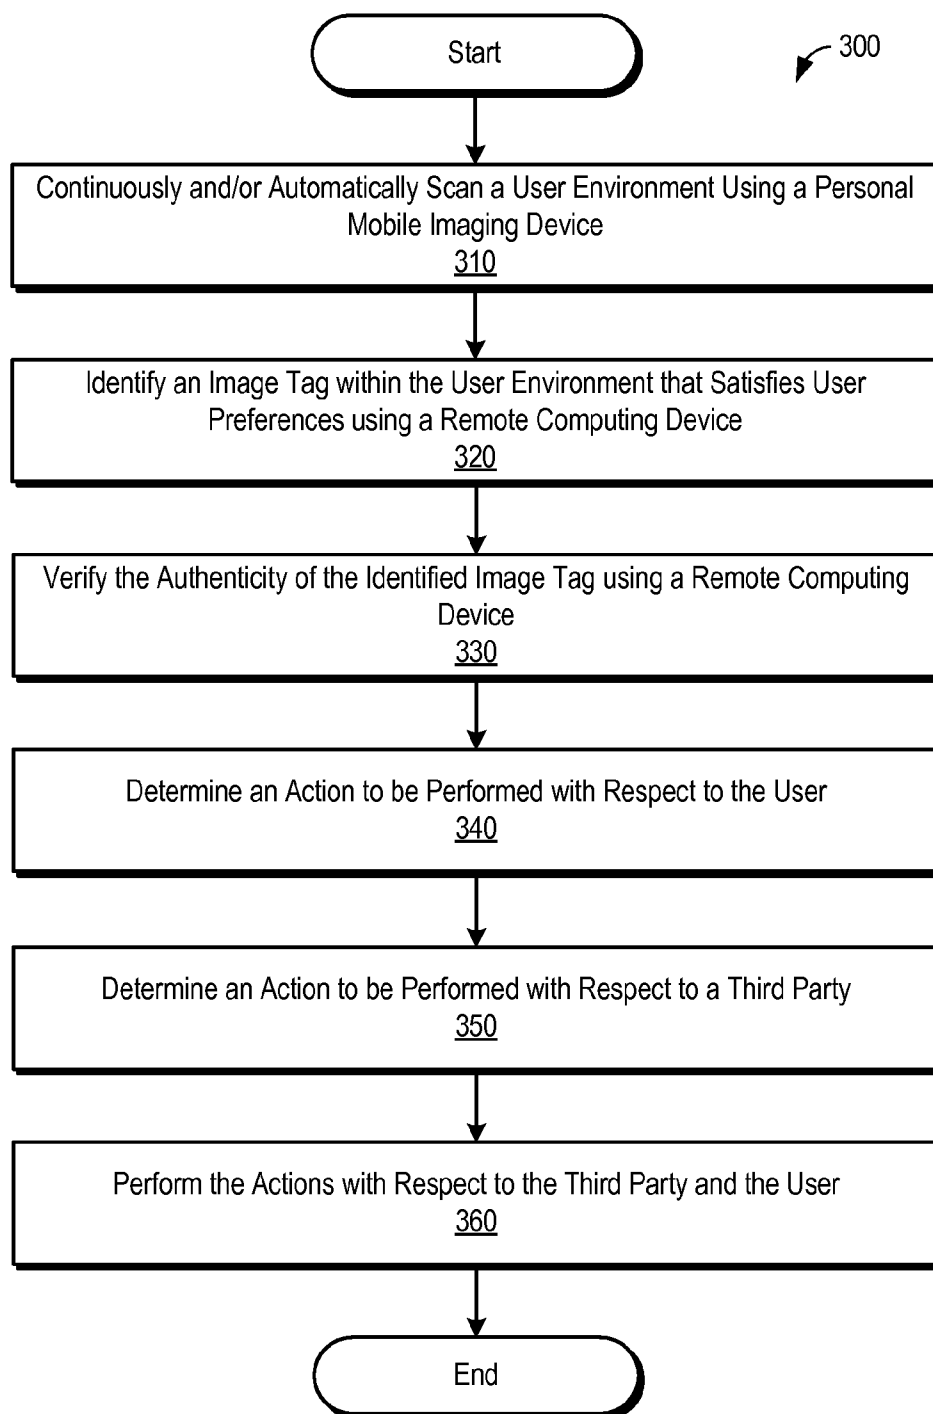 Start
300
Continuously and/or Automatically Scan a User Environment Using a Personal
Mobile Imaging Device
310
Identify an Image Tag within the User Environment that Satisfies User
Preferences using a Remote Computing Device
320
Verify the Authenticity of the Identified Image Tag using a Remote Computing
Device
330
Determine an Action to be Performed with Respect to the User
340
Determine an Action to be Performed with Respect to a Third Party
350
Perform the Actions with Respect to the Third Party and the User
360
End